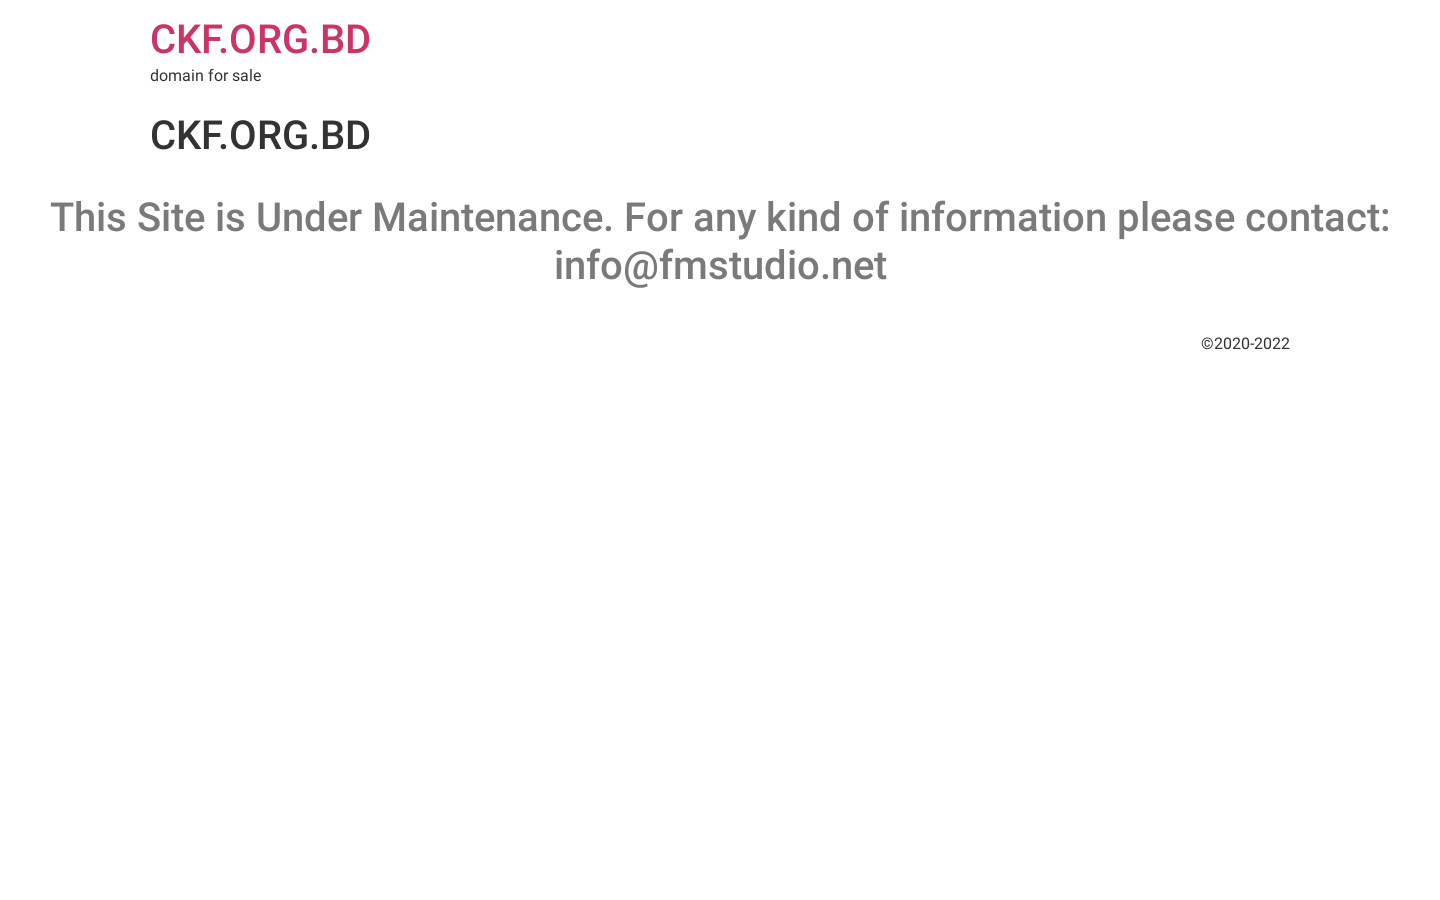 CKF.ORG.BD
domain for sale
CKF.ORG.BD
This Site is Under Maintenance. For any kind of information please contact:
info@fmstudio.net
©2020-2022